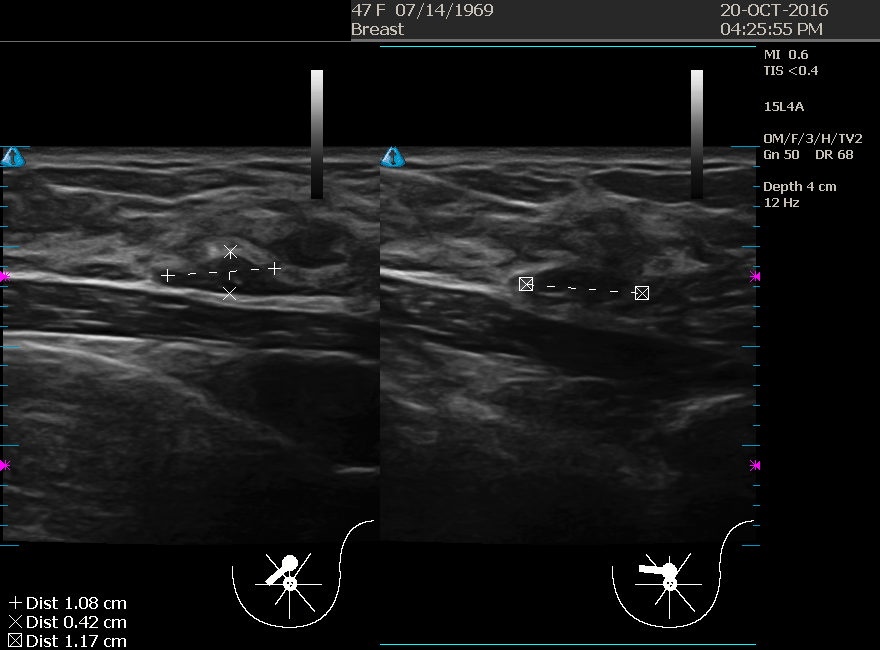 47 F 07/14/1969
20-OCT-2016
Breast
04:25:55 PM
MI 0.6
TIS <0.4
15L4A
OM/F/3/H/TV2
Gn 50 DR 68
Depth 4 cm
12 Hz
Dist 1.08 cm
Dist 0.42 cm
Dist 1.17 cm